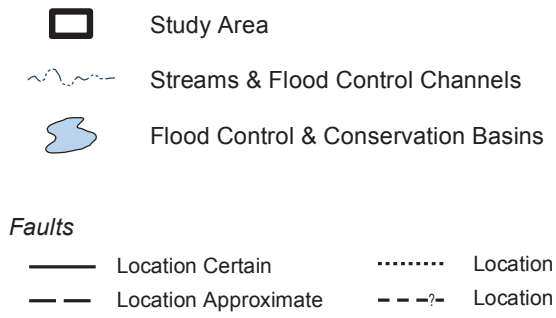 Study Area
Streams & Flood Control Channels
Flood Control & Conservation Basins
Faults
Location Certain Location
Location Approximate ? Location